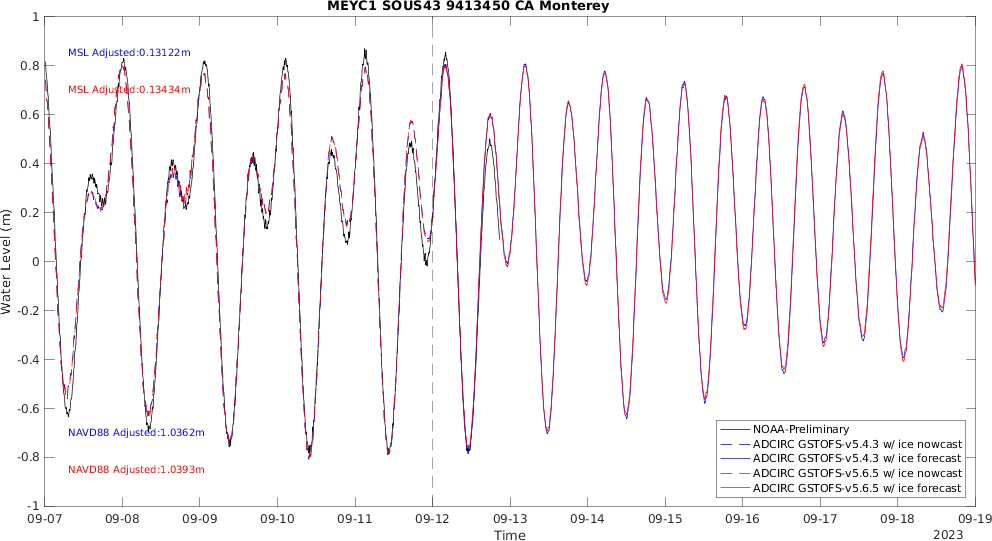 MEYC1 SOUS43 9413450 CA Monterey
1
0.8
0.6
0.4
0.2
0
-0.2
-0.4
-0.6
-0.8
-1
Water Level (m)
MSL Adjusted:0.13122m
MSL Adjusted:0.13434m
NAVD88 Adjusted:1.0362m
NAVD88 Adjusted:1.0393m
NOAA-Preliminary
ADCIRC GSTOFS-v5.4.3 w/ ice nowcast
ADCIRC GSTOFS-v5.4.3 w/ ice forecast
ADCIRC GSTOFS-v5.6.5 w/ ice nowcast
ADCIRC GSTOFS-v5.6.5 w/ ice forecast
09-07 09-08 09-09 09-10 09-11 09-12 09-13 09-14 09-15 09-16 09-17 09-18 09-19
Time
2023